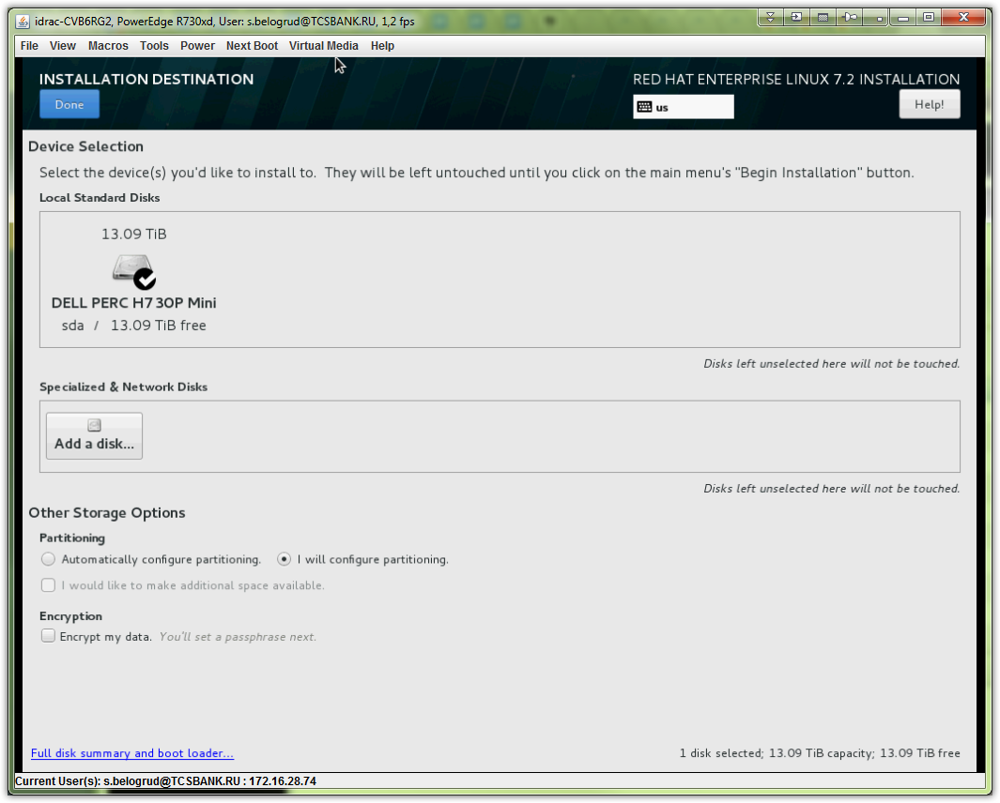 idrac-CVB6RG2, PowerEdge R730xd, User: s.belogrud@TCSBANK.RU, 1,2 fps
File View Macros Tools Power Next Boot Virtual Media Help
INSTALLATION DESTINATION
RED HAT ENTERPRISE LINUX 7.2 INSTALLATION
Done
us
Help!
Device Selection
Select the device(s) you'd like to install to. They will be left untouched until you click on the main menu's "Begin Installation" button.
Local Standard Disks
13.09 TiB
DELL PERC H730P Mini
sda / 13.09 TiB free
Disks left unselected here will not be touched.
Specialized & Network Disks
Add a disk...
Disks left unselected here will not be touched.
Other Storage Options
Partitioning
Automatically configure partitioning. I will configure partitioning.
I would like to make additional space available.
Encryption
Encrypt my data. You'll set a passphrase next.
Full disk summary and boot loader...
1 disk selected; 13.09 TiB capacity; 13.09 TiB free
Current User(s): s.belogrud@TCSBANK.RU : 172.16.28.74